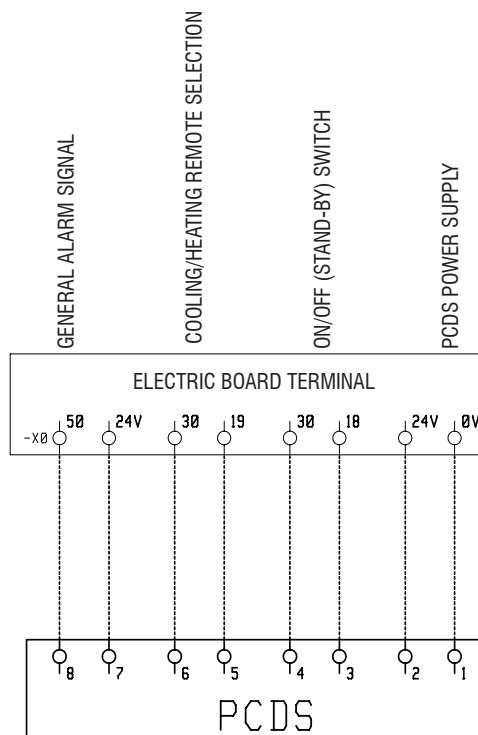 GENERAL ALARM SIGNAL
COOLING/HEATING REMOTE SELECTION
ON/OFF (STAND-BY) SWITCH
PCDS POWER SUPPLY
ELECTRIC BOARD TERMINAL
-X0 50 24V 30 19 30 18 24V 0V
8 7 6 5 4 3 2 1
PCDS